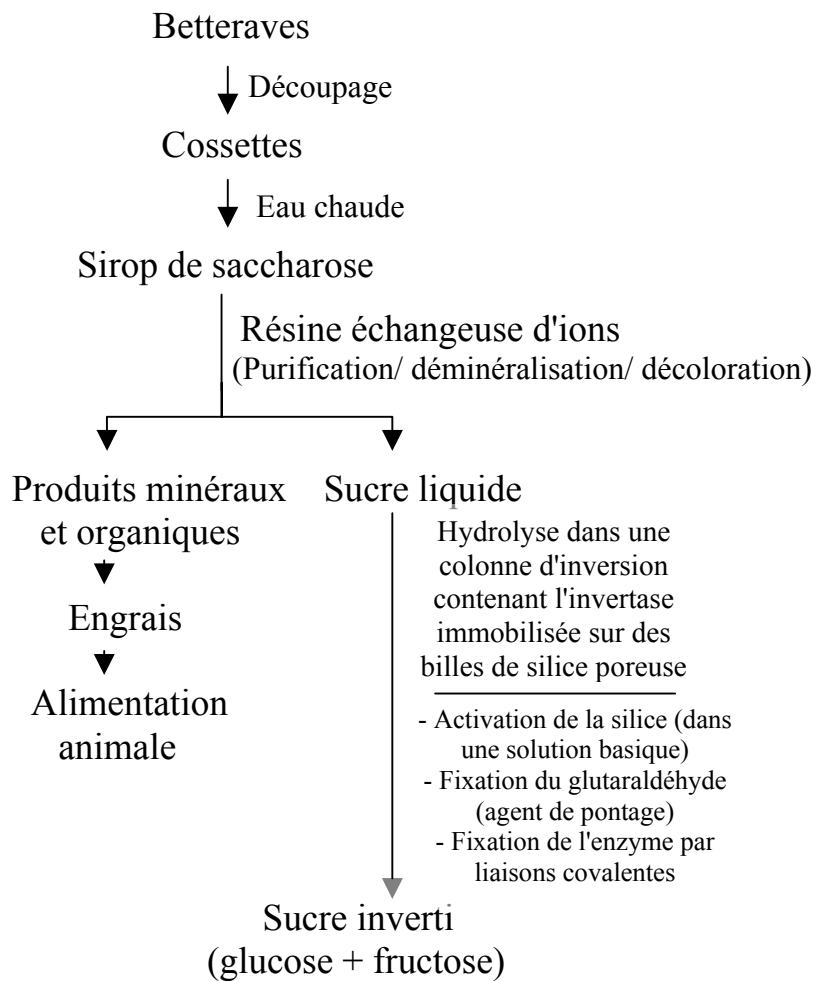 Betteraves
Découpage
Cossettes
Eau chaude
Sirop de saccharose
Résine échangeuse d'ions
(Purification/ déminéralisation/ décoloration)
Produits minéraux
et organiques
Engrais
Alimentation
animale
Sucre liquide
Hydrolyse dans une
colonne d'inversion
contenant l'invertase
immobilisée sur des
billes de silice poreuse
- Activation de la silice (dans
une solution basique)
- Fixation du glutaraldéhyde
(agent de pontage)
- Fixation de l'enzyme par
liaisons covalentes
Sucre inverti
(glucose + fructose)